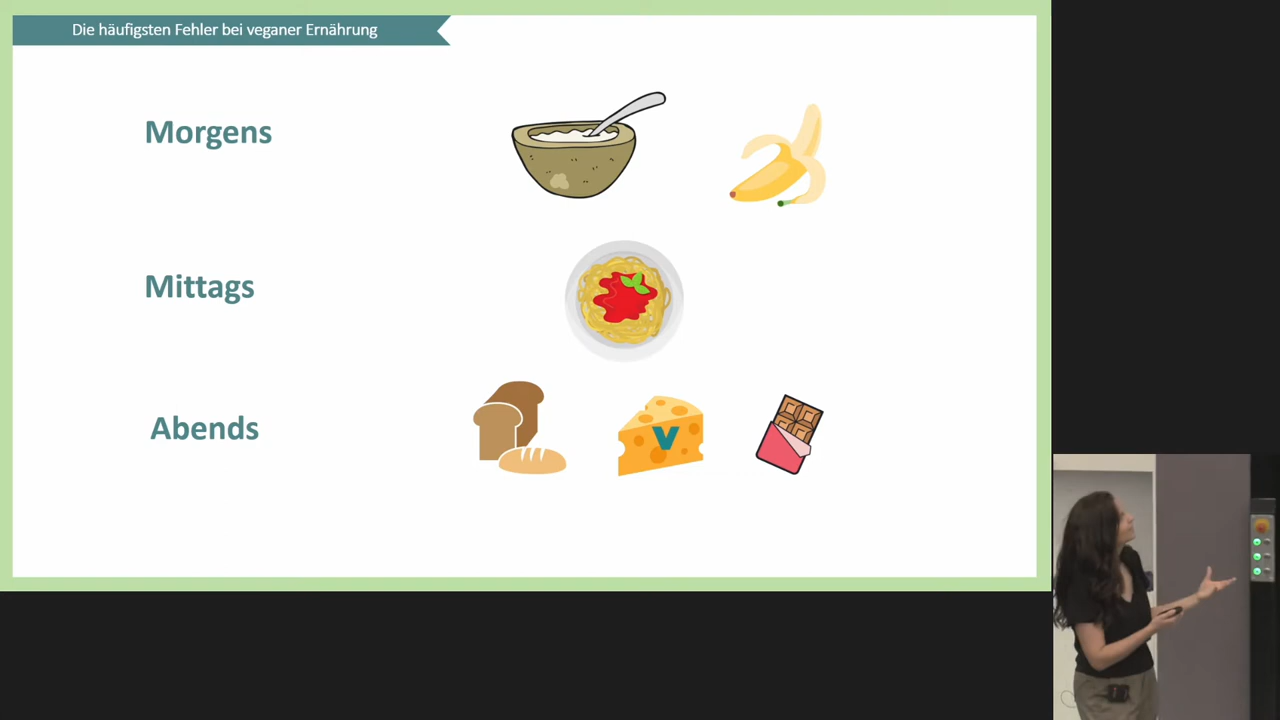 Die häufigsten Fehler bei veganer Ernährung
Morgens
Mittags
Abends
V